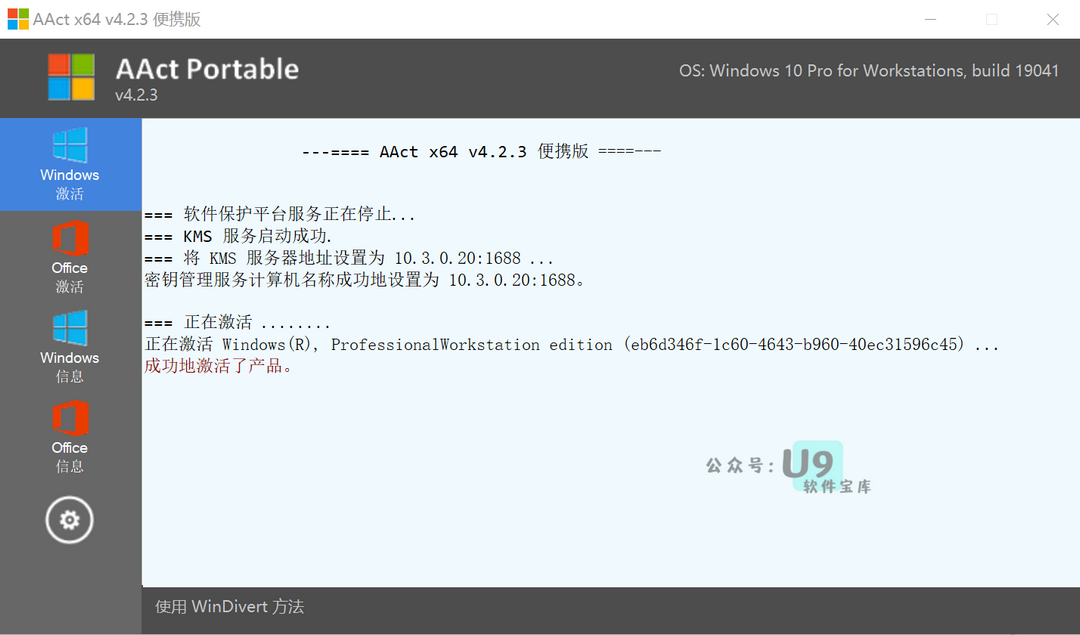 AAct x64 v4.2.3 便携版
AAct Portable
v4.2.3
OS: Windows 10 Pro for Workstations, build 19041
Windows
激活
Office
激活
Windows
信息
Office
信息
---==== AAct x64 v4.2.3 便携版 ====---
=== 软件保护平台服务正在停止...
=== KMS 服务启动成功.
=== 将 KMS 服务器地址设置为 10.3.0.20:1688 ...
密钥管理服务计算机名称成功地设置为 10.3.0.20:1688。
=== 正在激活 ........
正在激活 Windows(R), ProfessionalWorkstation edition (eb6d346f-1c60-4643-b960-40ec31596c45) ...
成功地激活了产品。
公众号: U9
软件宝库
使用 WinDivert 方法